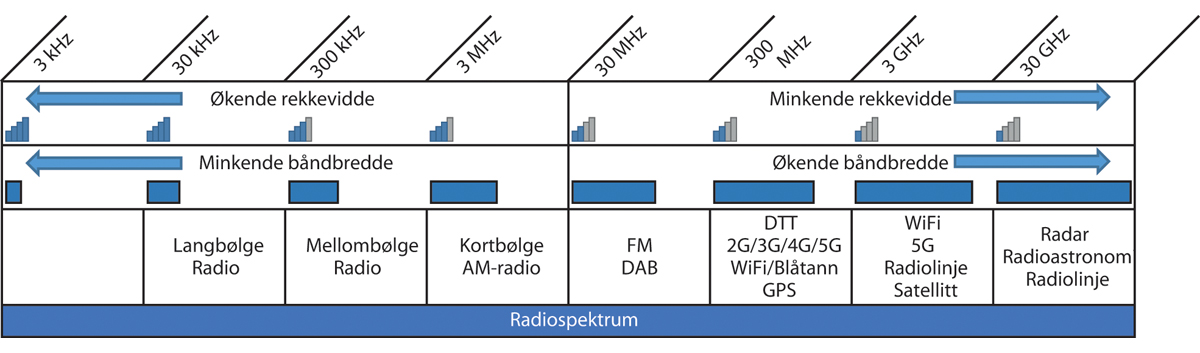 3 kHz
30 kHz
300 kHz
3 MHz
30 MHz
300
MHz
3 GHz
30 GHz
Økende rekkevidde
Minkende rekkevidde
Minkende båndbredde
Økende båndbredde
Langbølge
Radio
Mellombølge
Radio
Kortbølge
AM-radio
FM
DAB
DTT
2G/3G/4G/5G
WiFi/Blåtann
GPS
WiFi
5G
Radiolinje
Satellitt
Radar
Radioastronom
Radiolinje
Radiospektrum